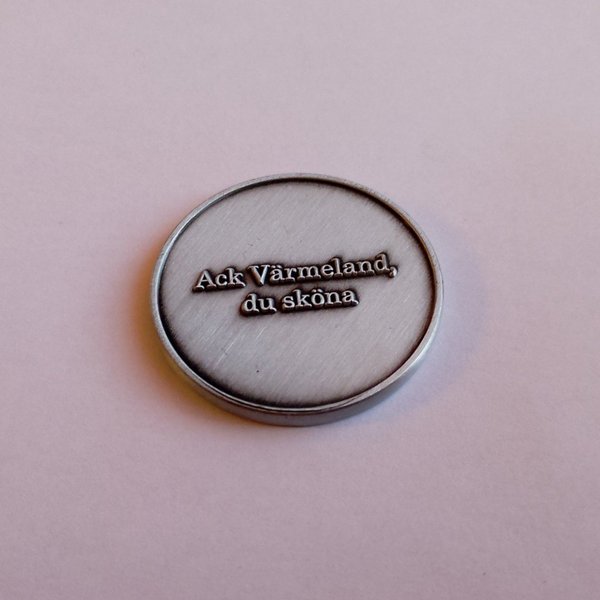 Ack Värmeland,
du sköna